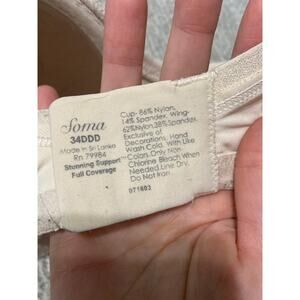 Soma
34DDD
Made in Sri Lanka
Rn 79984
Stunning Support
Full Coverage
Cup- 86% Nylon,
14% Spandex. Wing-
62%Nylon,38%Spandex.
Exclusive of
Decorations. Hand
Wash Cold. With Like
Colors. Only Non-
Chlorine Bleach When
Needed. Line Dry.
Do Not Iron.
071603